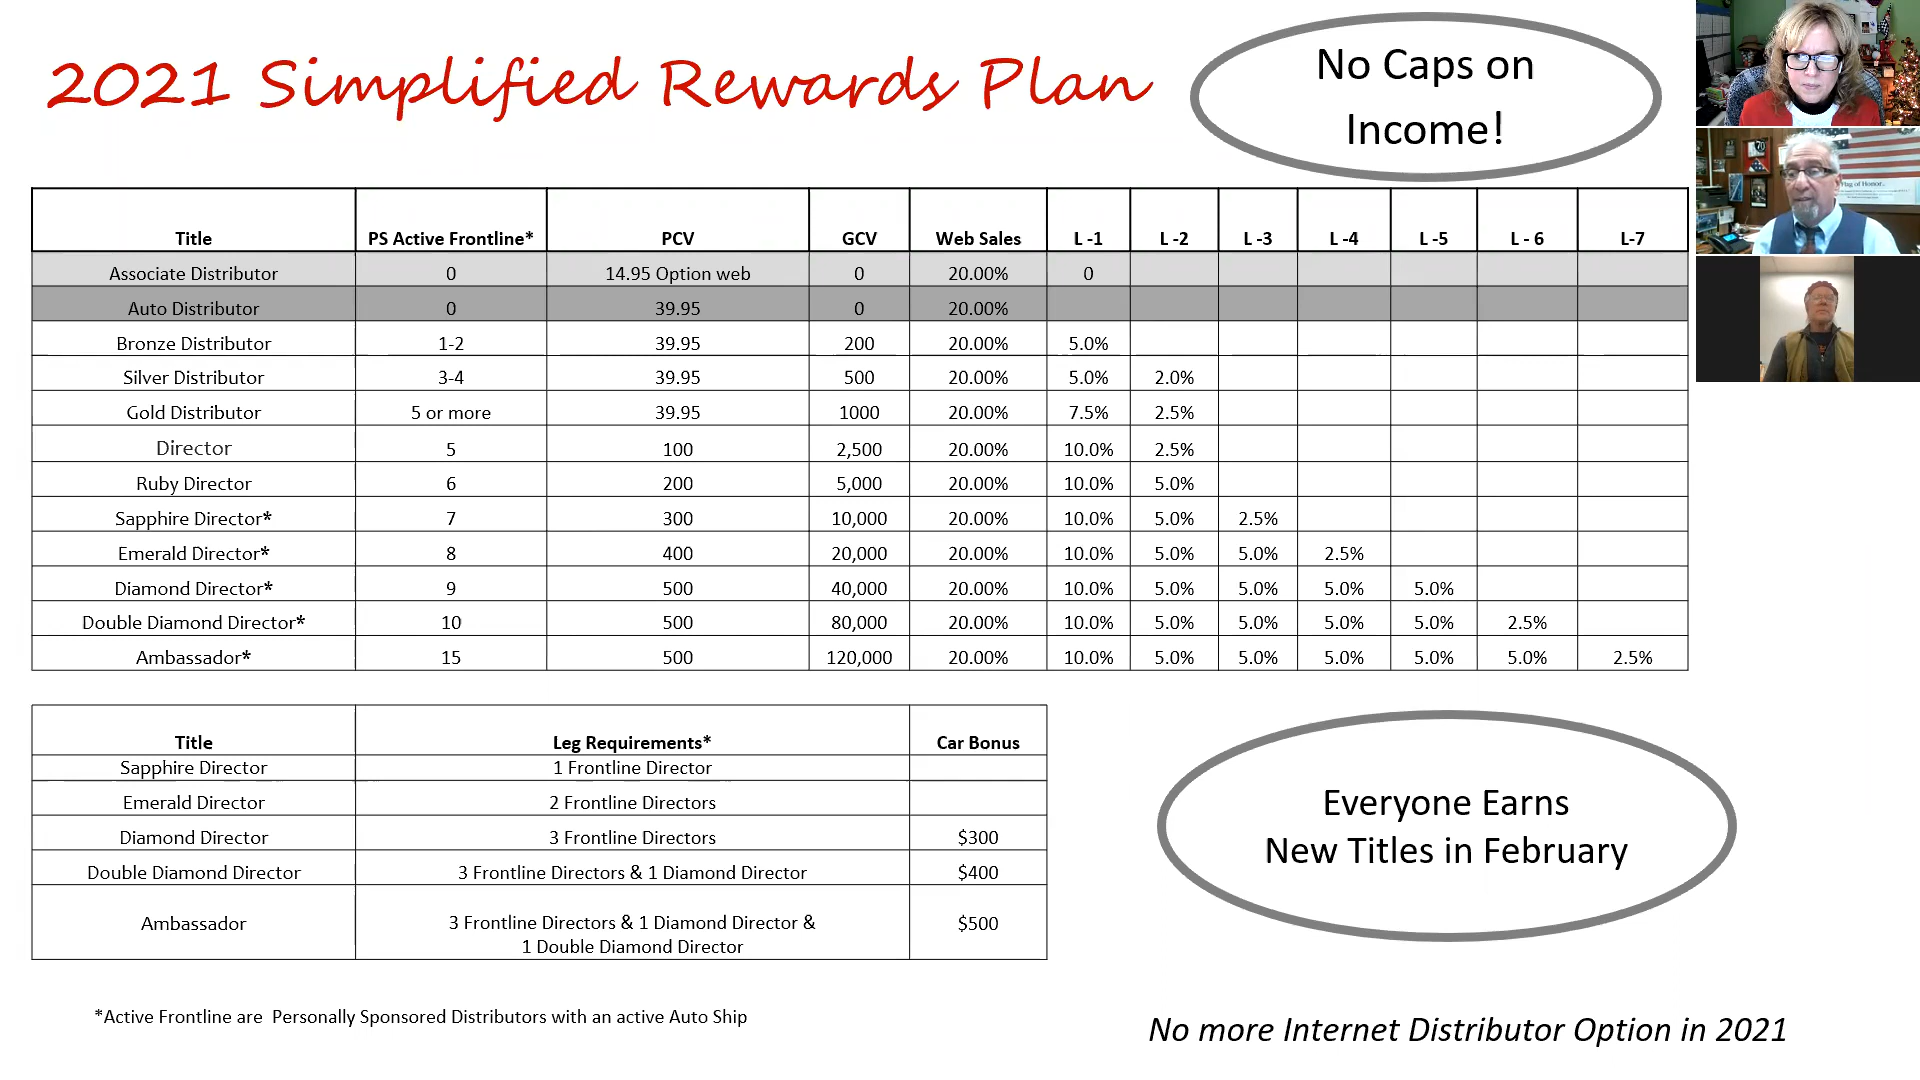 2021 Simplified Rewards Plan
No Caps on
Income!
Title PS Active Frontline* PCV GCV Web Sales L -1 L -2 L -3 L -4 L -5 L - 6 L-7
Associate Distributor 0 14.95 Option web 0 20.00% 0
Auto Distributor 0 39.95 0 20.00%
Bronze Distributor 1-2 39.95 200 20.00% 5.0%
Silver Distributor 3-4 39.95 500 20.00% 5.0% 2.0%
Gold Distributor 5 or more 39.95 1000 20.00% 7.5% 2.5%
Director 5 100 2,500 20.00% 10.0% 2.5%
Ruby Director 6 200 5,000 20.00% 10.0% 5.0%
Sapphire Director* 7 300 10,000 20.00% 10.0% 5.0% 2.5%
Emerald Director* 8 400 20,000 20.00% 10.0% 5.0% 5.0% 2.5%
Diamond Director* 9 500 40,000 20.00% 10.0% 5.0% 5.0% 5.0% 5.0%
Double Diamond Director* 10 500 80,000 20.00% 10.0% 5.0% 5.0% 5.0% 5.0% 2.5%
Ambassador* 15 500 120,000 20.00% 10.0% 5.0% 5.0% 5.0% 5.0% 5.0% 2.5%
Title Leg Requirements* Car Bonus
Sapphire Director 1 Frontline Director
Emerald Director 2 Frontline Directors
Diamond Director 3 Frontline Directors $300
Double Diamond Director 3 Frontline Directors & 1 Diamond Director $400
Ambassador 3 Frontline Directors & 1 Diamond Director & $500
1 Double Diamond Director
Everyone Earns
New Titles in February
*Active Frontline are Personally Sponsored Distributors with an active Auto Ship
No more Internet Distributor Option in 2021
Flag of Honor